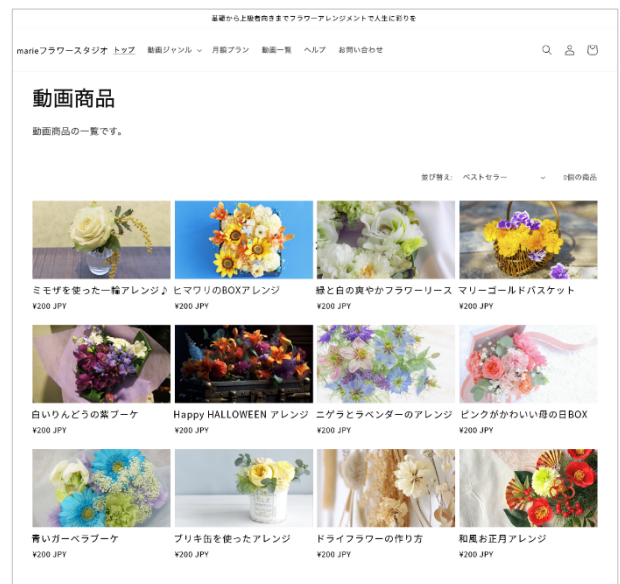 基礎から上級者向きまでフラワーアレンジメントで人生に彩りを
marieフラワースタジオ トップ 動画ジャンル 月額プラン 動画一覧 ヘルプ お問い合わせ
動画商品
動画商品の一覧です。
並び替え: ベストセラー 0個の商品
ミモザを使った一輪アレンジ♪ ヒマワリのBOXアレンジ 緑と白の爽やかフラワーリース マリーゴールドバスケット
¥200 JPY ¥200 JPY ¥200 JPY ¥200 JPY
白いりんどうの紫ブーケ Happy HALLOWEEN アレンジ ニゲラとラベンダーのアレンジ ピンクがかわいい母の日BOX
¥200 JPY ¥200 JPY ¥200 JPY ¥200 JPY
青いガーベラブーケ ブリキ缶を使ったアレンジ ドライフラワーの作り方 和風お正月アレンジ
¥200 JPY ¥200 JPY ¥200 JPY ¥200 JPY